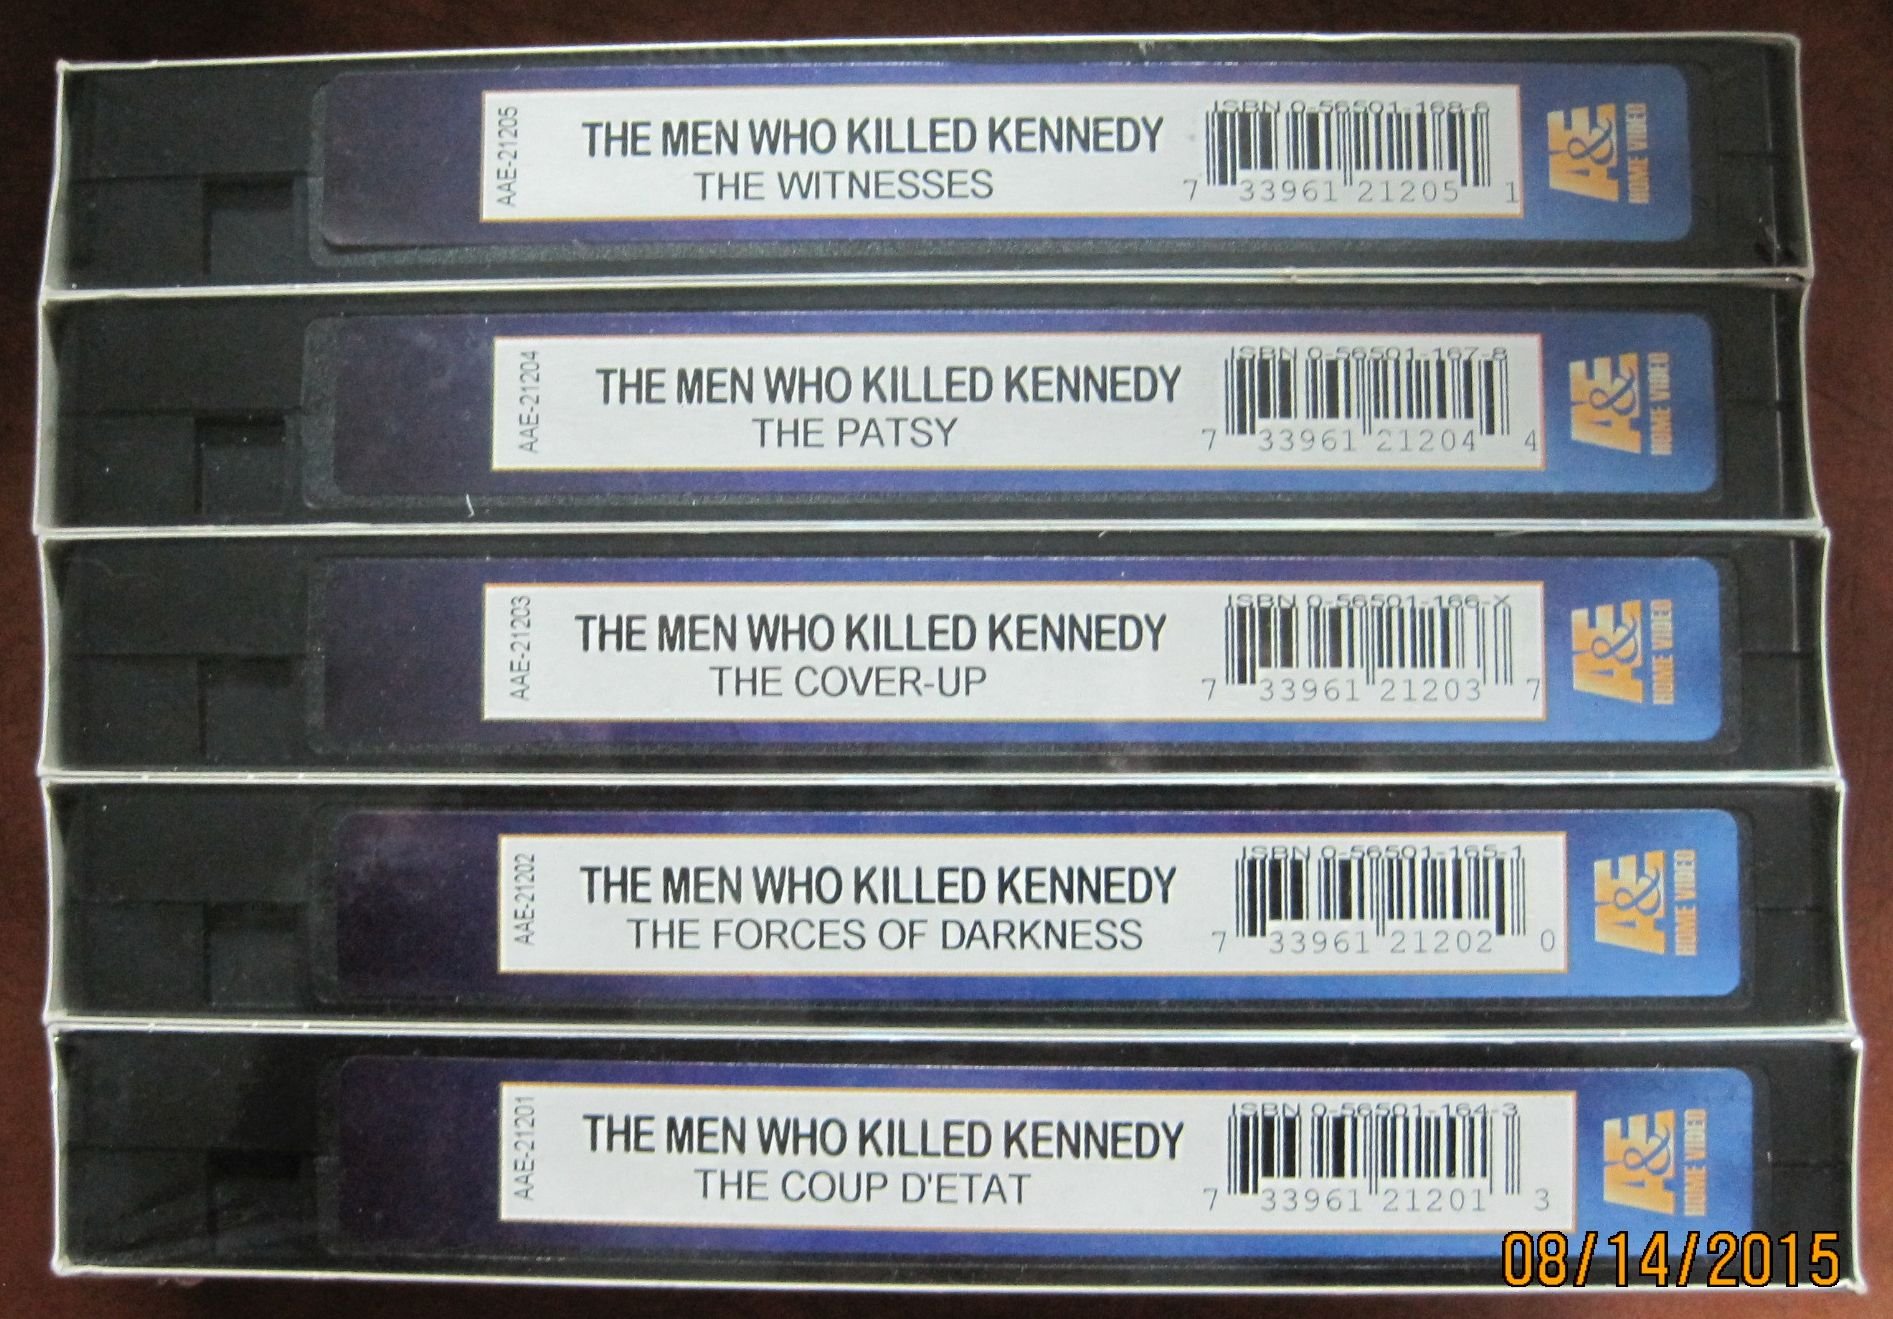 AAE-21205
THE MEN WHO KILLED KENNEDY
THE WITNESSES
ISBN 0-56501-168-6
7 33961 21205 1
A&E
HOME VIDEO
AAE-21204
THE MEN WHO KILLED KENNEDY
THE PATSY
ISBN 0-56501-167-8
7 33961 21204 4
A&E
HOME VIDEO
AAE-21203
THE MEN WHO KILLED KENNEDY
THE COVER-UP
ISBN 0-56501-166-X
7 33961 21203 7
A&E
HOME VIDEO
AAE-21202
THE MEN WHO KILLED KENNEDY
THE FORCES OF DARKNESS
ISBN 0-56501-165-1
7 33961 21202 0
A&E
HOME VIDEO
AAE-21201
THE MEN WHO KILLED KENNEDY
THE COUP D'ETAT
ISBN 0-56501-164-3
7 33961 21201 3
A&E
HOME VIDEO
08/14/2015